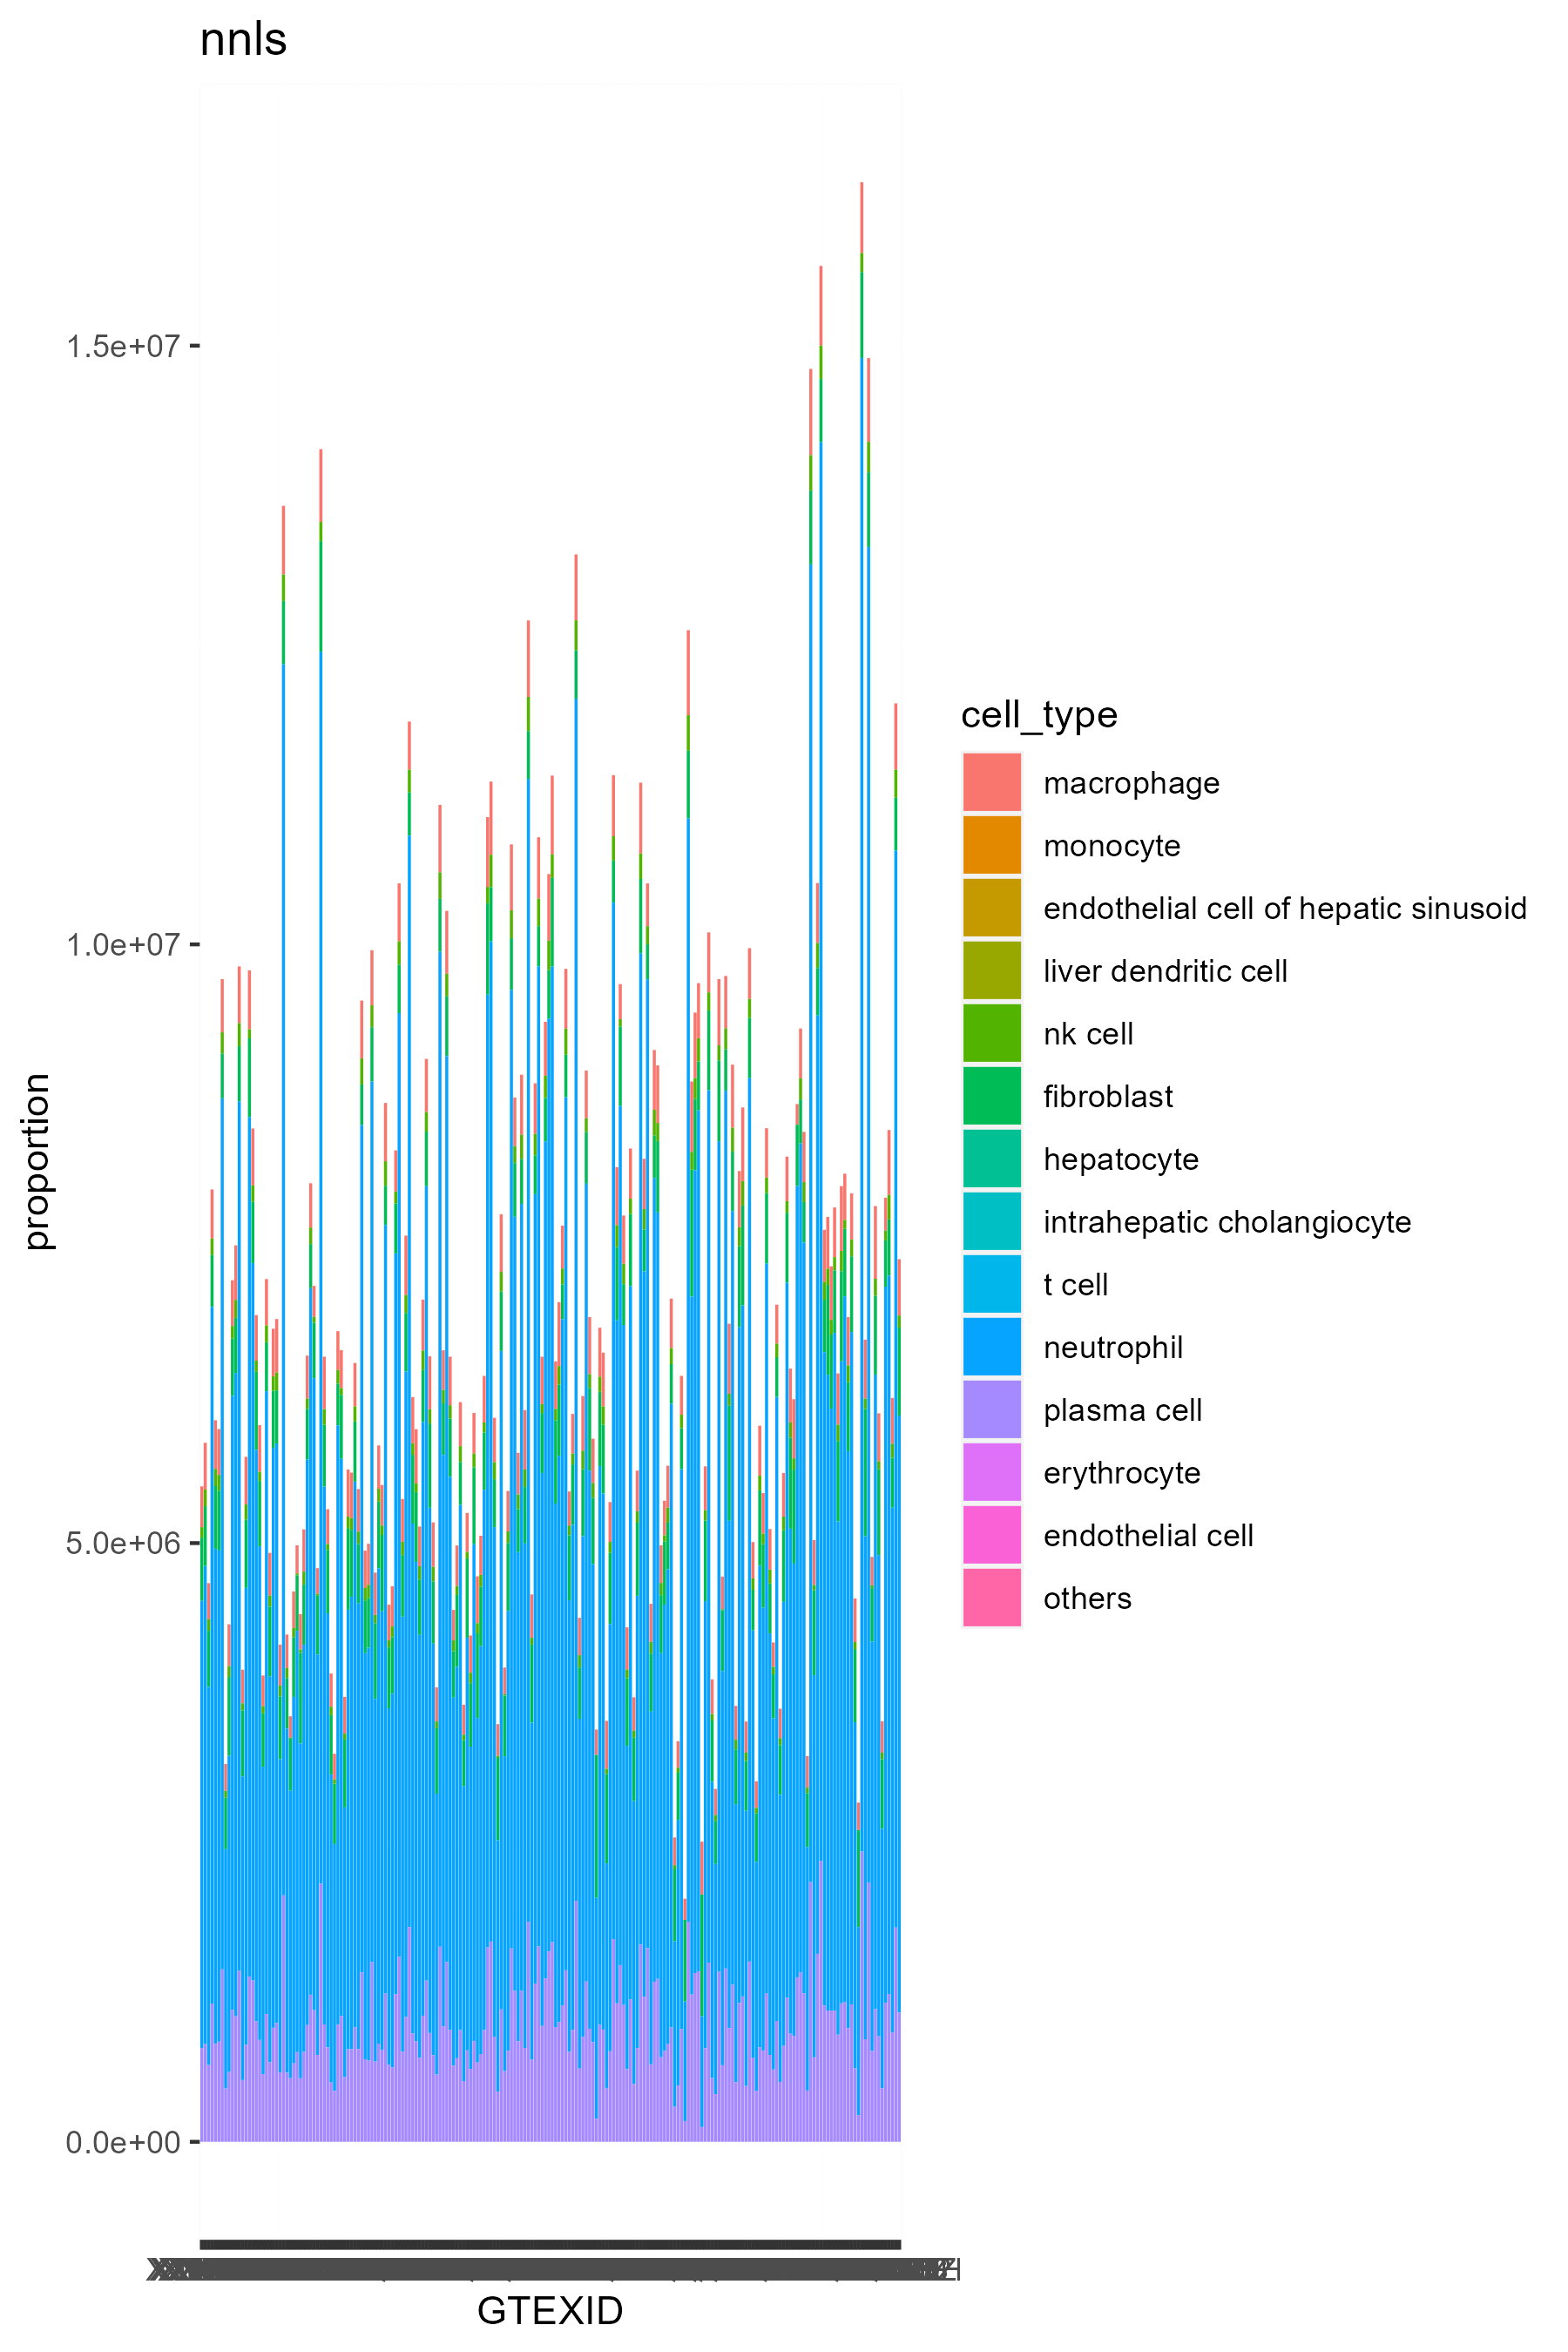 nnls
1.5e+07
1.0e+07
5.0e+06
0.0e+00
proportion
GTEXID
cell_type
macrophage
monocyte
endothelial cell of hepatic sinusoid
liver dendritic cell
nk cell
fibroblast
hepatocyte
intrahepatic cholangiocyte
t cell
neutrophil
plasma cell
erythrocyte
endothelial cell
others